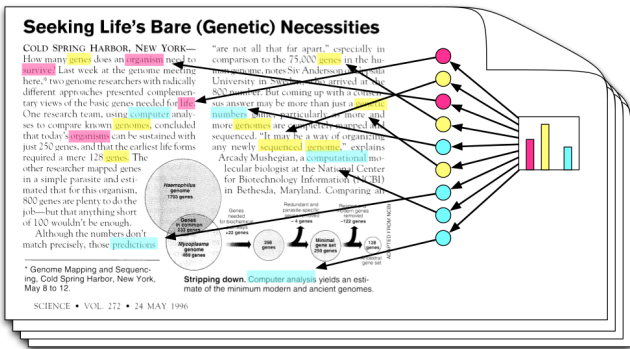 Seeking Life's Bare (Genetic) Necessities
COLD SPRING HARBOR, NEW YORK—
How many genes does an organism need to
survive? Last week at the genome meeting
here,* two genome researchers with radically
different approaches presented complemen-
tary views of the basic genes needed for life.
One research team, using computer analy-
ses to compare known genomes, concluded
that today's organisms can be sustained with
just 250 genes, and that the earliest life forms
required a mere 128 genes. The
other researcher mapped genes
in a simple parasite and esti-
mated that for this organism,
800 genes are plenty to do the
job—but that anything short
of 100 wouldn't be enough.
Although the numbers don't
match precisely, those predictions
* Genome Mapping and Sequenc-
ing, Cold Spring Harbor, New York,
May 8 to 12.
"are not all that far apart," especially in
comparison to the 75,000 genes in the hu-
man genome, notes Siv Andersson of
University in Sweden, who arrived at the
800 number. But coming up with a consen-
sus answer may be more than just a genetic
numbers game, particularly as more and
more genomes are completely mapped and
sequenced. "It may be a way of organizing
any newly sequenced genome," explains
Arcady Mushegian, a computational mo-
lecular biologist at the National Center
for Biotechnology Information (NCBI)
in Bethesda, Maryland. Comparing an
Haemophilus
genome
1703 genes
Genes
in common
233 genes
Mycoplasma
genome
469 genes
Genes
needed
for biochemical
+22 genes
256
genes
Redundant and
parasite-specific
genes removed
– 4 genes
Minimal
gene set
250 genes
removed
–122 genes
128
genes
gene set
ADAPTED FROM NCBI
Stripping down. Computer analysis yields an esti-
mate of the minimum modern and ancient genomes.
SCIENCE • VOL. 272 • 24 MAY 1996